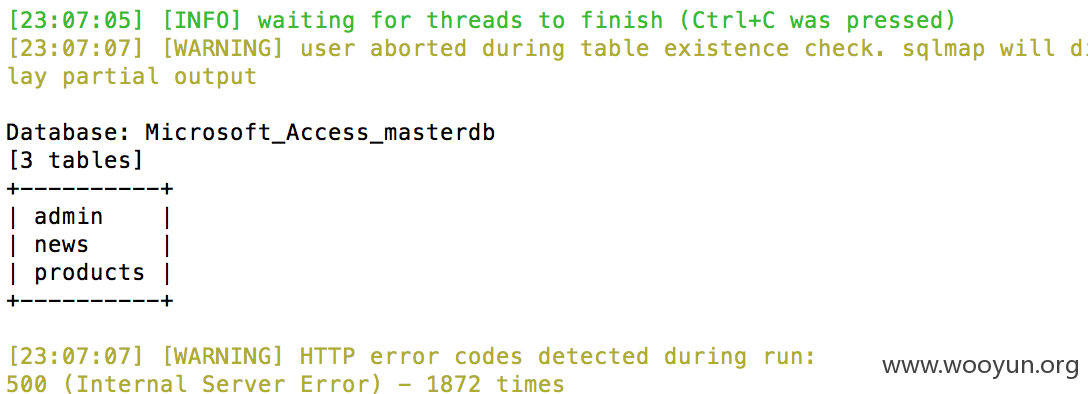 [23:07:05] [INFO] waiting for threads to finish (Ctrl+C was pressed)
[23:07:07] [WARNING] user aborted during table existence check. sqlmap will di
lay partial output
Database: Microsoft_Access_masterdb
[3 tables]
+----------+
| admin    |
| news     |
| products |
+----------+
[23:07:07] [WARNING] HTTP error codes detected during run:
500 (Internal Server Error) - 1872 times
www.wooyun.org